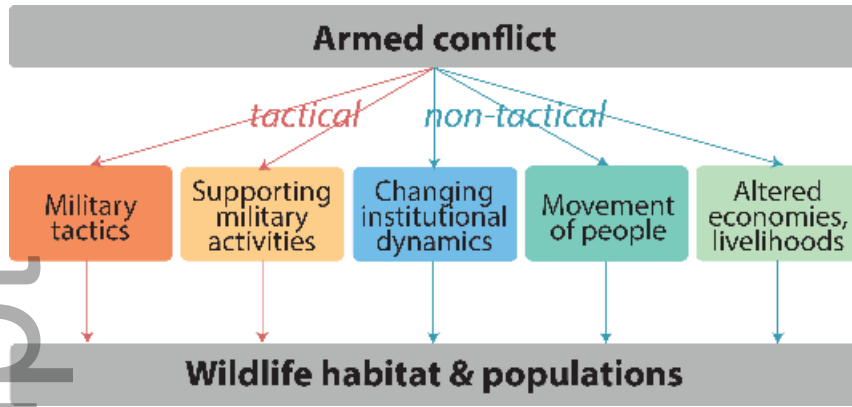 Armed conflict
tactical non-tactical
Military
tactics
Supporting
military
activities
Changing
institutional
dynamics
Movement
of people
Altered
economies,
livelihoods
Wildlife habitat & populations